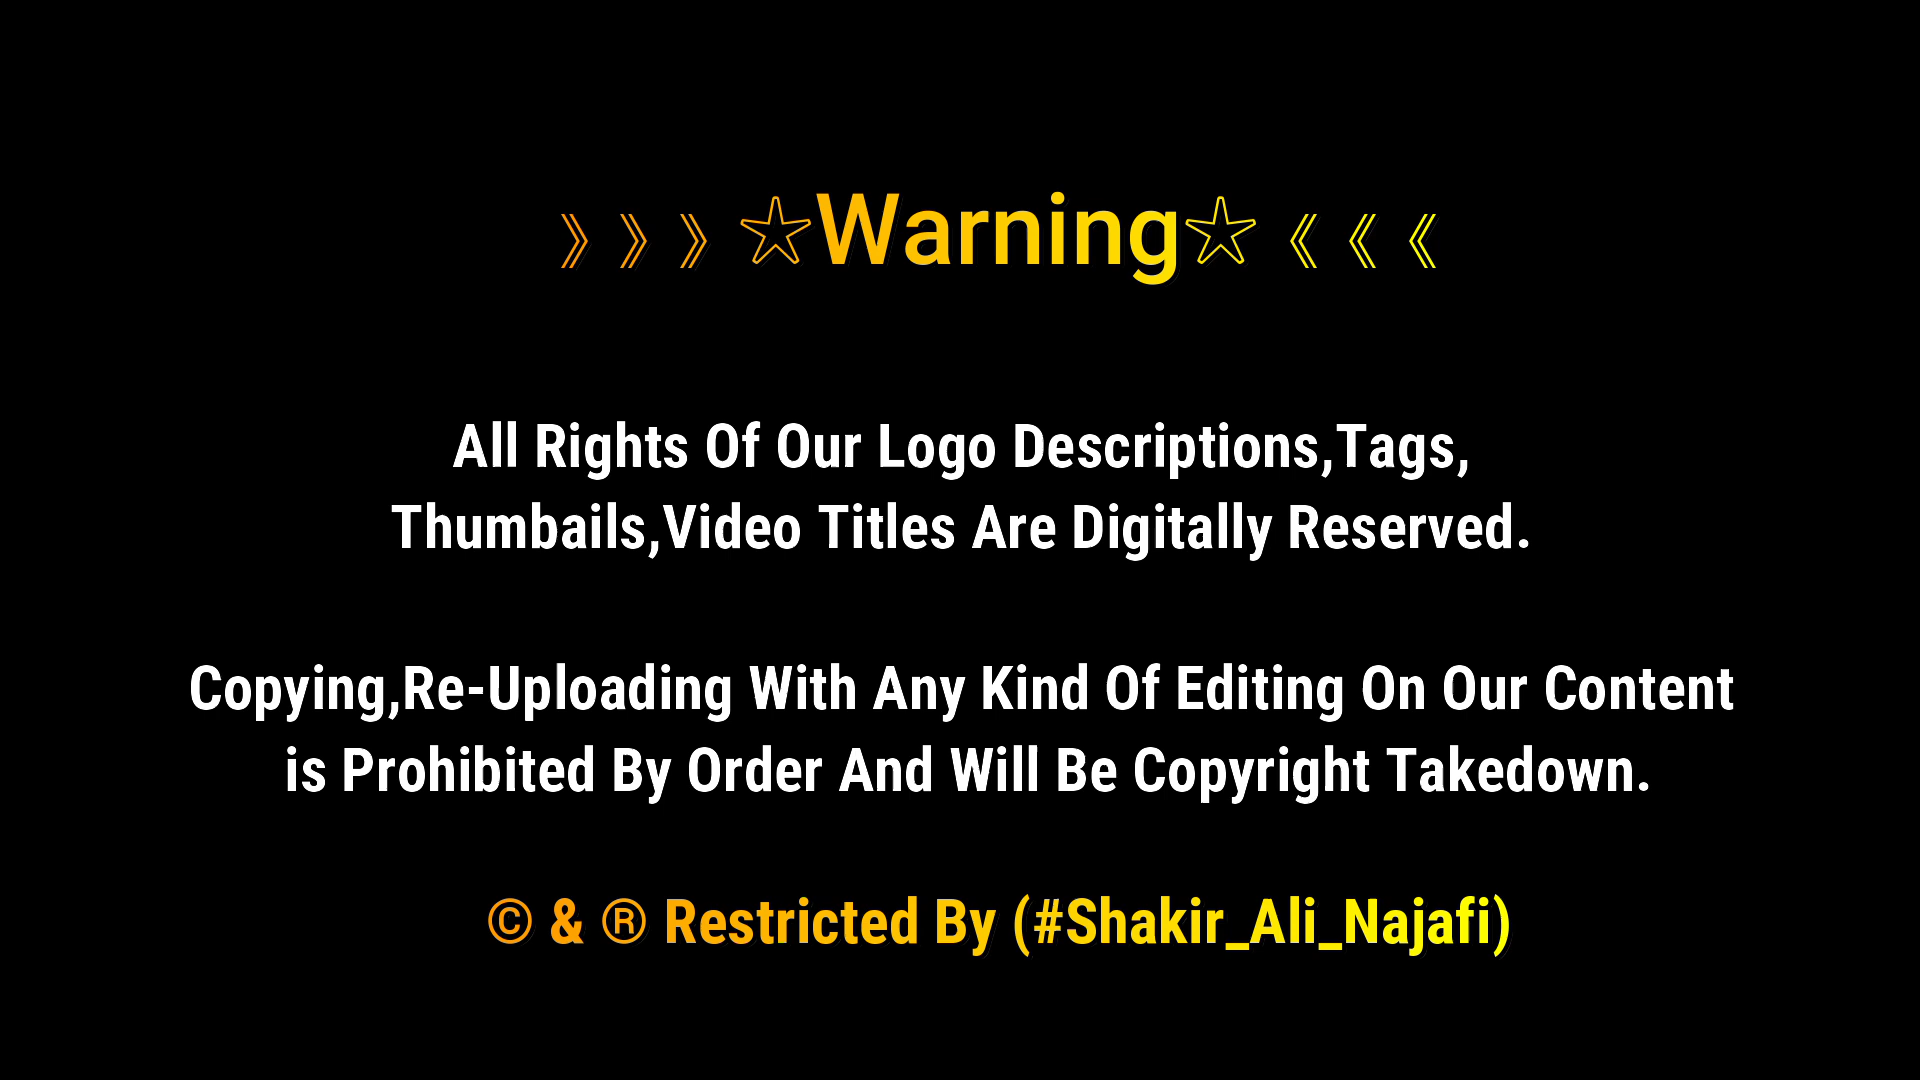 》》》☆Warning☆《《《
All Rights Of Our Logo Descriptions,Tags,
Thumbails,Video Titles Are Digitally Reserved.
Copying,Re-Uploading With Any Kind Of Editing On Our Content
is Prohibited By Order And Will Be Copyright Takedown.
© & ® Restricted By (#Shakir_Ali_Najafi)